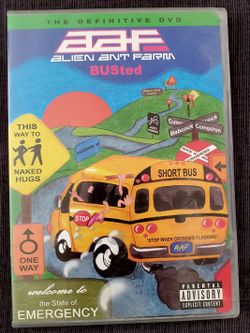 THE DEFINITIVE DVD
aaf
ALIEN ANT FARM
BUSted
THIS
WAY TO
NAKED
HUGS
ONE
WAY
SHORT BUS
STOP
"STOP WHEN DRYDEN'S FLASHING"
AAF
welcome to
the State of
EMERGENCY
PARENTAL
ADVISORY
EXPLICIT CONTENT